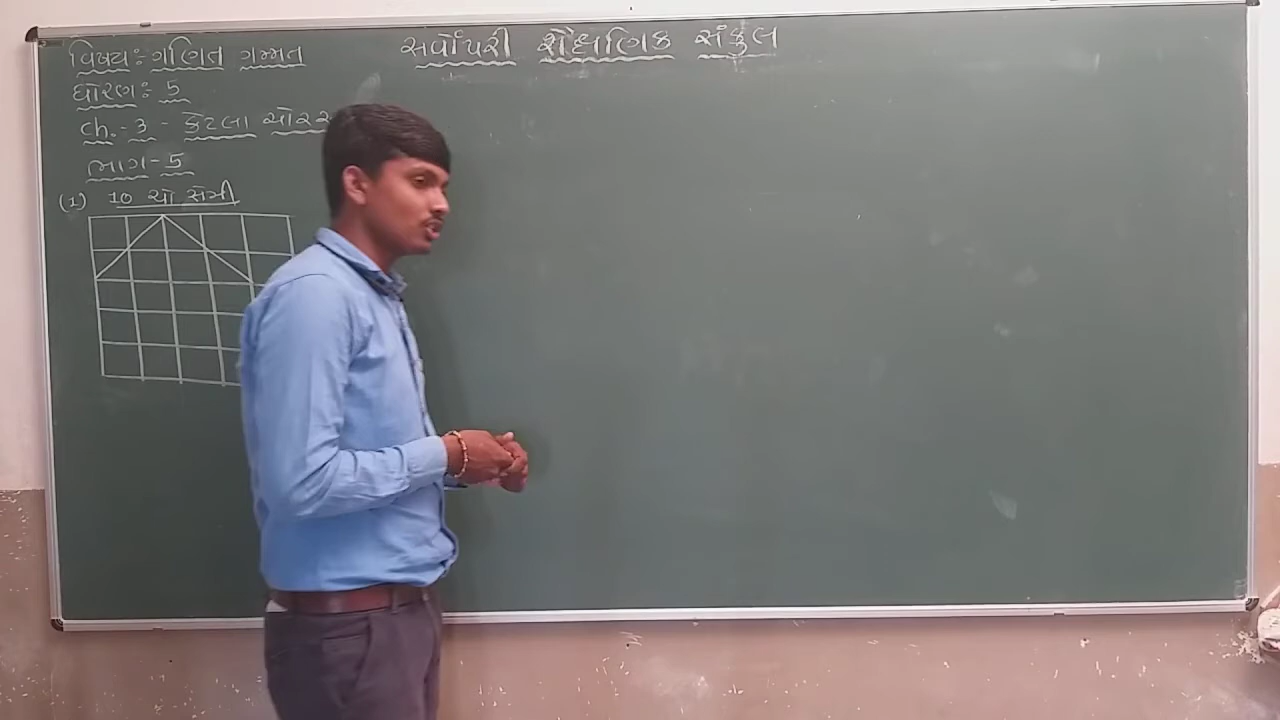 સર્વોપરી શૈક્ષણિક સંકુલ
વિષય: ગણિત ગમ્મત
ધોરણ: 5
Ch.-3 - કેટલા
ભાગ-5
(1) 10 ચો સેમી